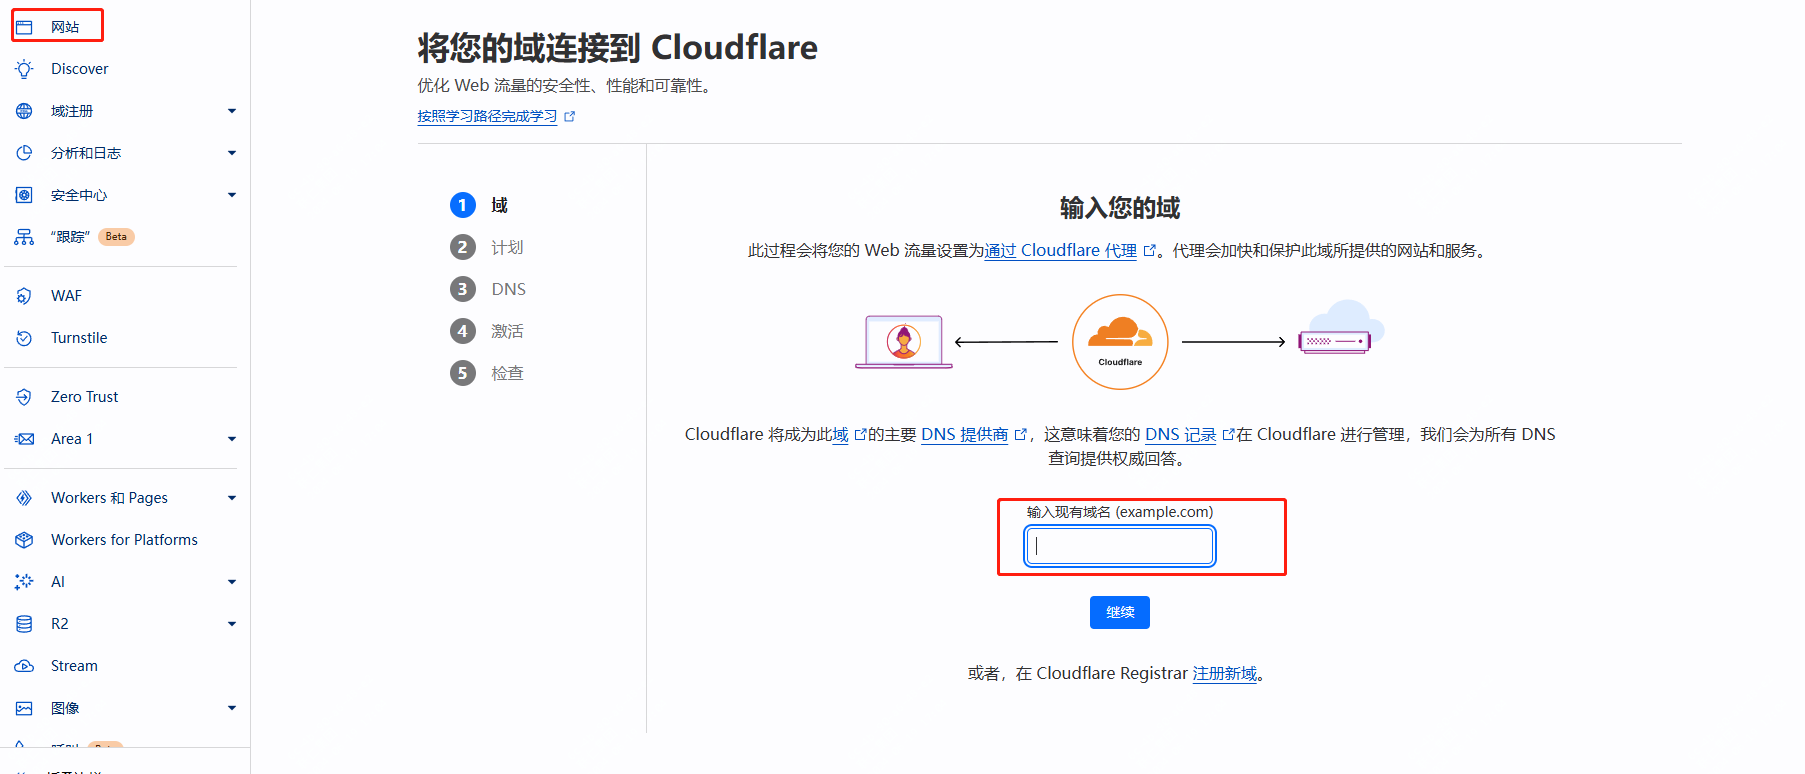 网站
Discover
域注册
分析和日志
安全中心
“跟踪” Beta
WAF
Turnstile
Zero Trust
Area 1
Workers 和 Pages
Workers for Platforms
AI
R2
Stream
图像
将您的域连接到 Cloudflare
优化 Web 流量的安全性、性能和可靠性。
按照学习路径完成学习
1 域
2 计划
3 DNS
4 激活
5 检查
输入您的域
此过程会将您的 Web 流量设置为通过 Cloudflare 代理。代理会加快和保护此域所提供的网站和服务。
Cloudflare
Cloudflare 将成为此域的主要 DNS 提供商，这意味着您的 DNS 记录在 Cloudflare 进行管理，我们会为所有 DNS
查询提供权威回答。
输入现有域名 (example.com)
继续
或者，在 Cloudflare Registrar 注册新域。